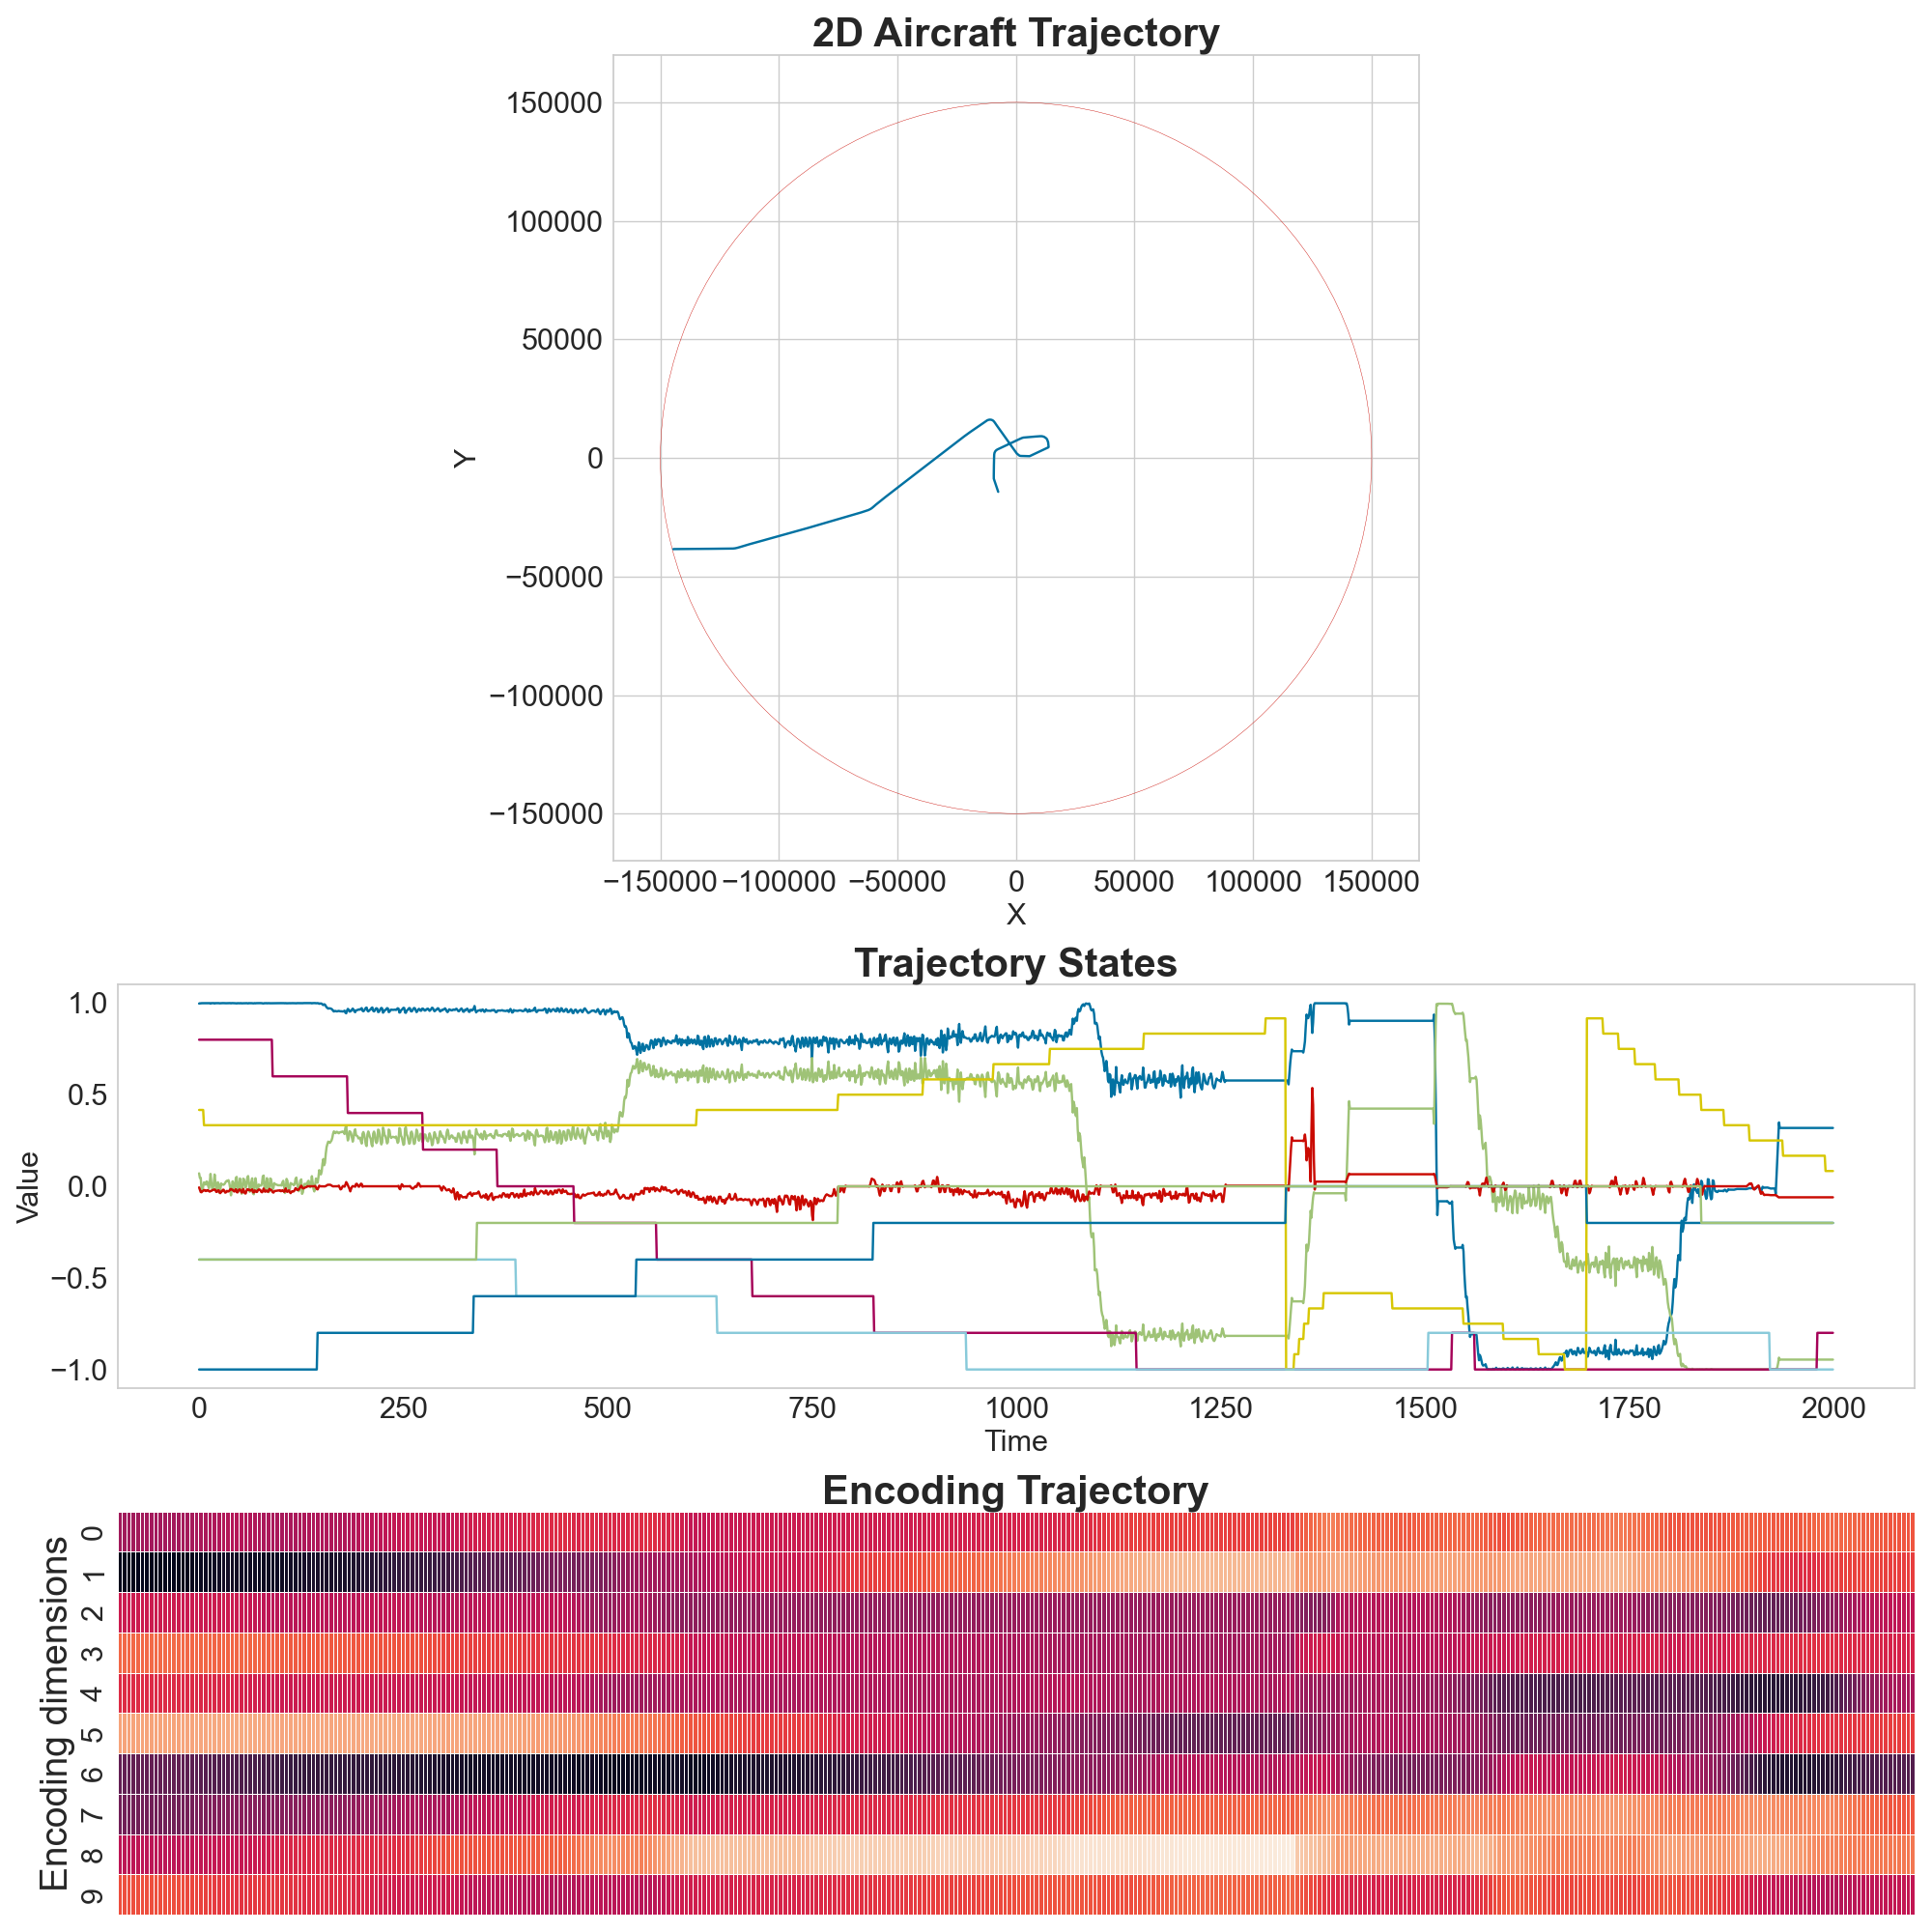 2D Aircraft Trajectory
150000
100000
50000
0
−50000
−100000
−150000
Y
−150000 −100000 −50000 0 50000 100000 150000
X
Trajectory States
1.0
0.5
0.0
−0.5
−1.0
Value
0 250 500 750 1000 1250 1500 1750 2000
Time
Encoding Trajectory
Encoding dimensions
0
1
2
3
4
5
6
7
8
9